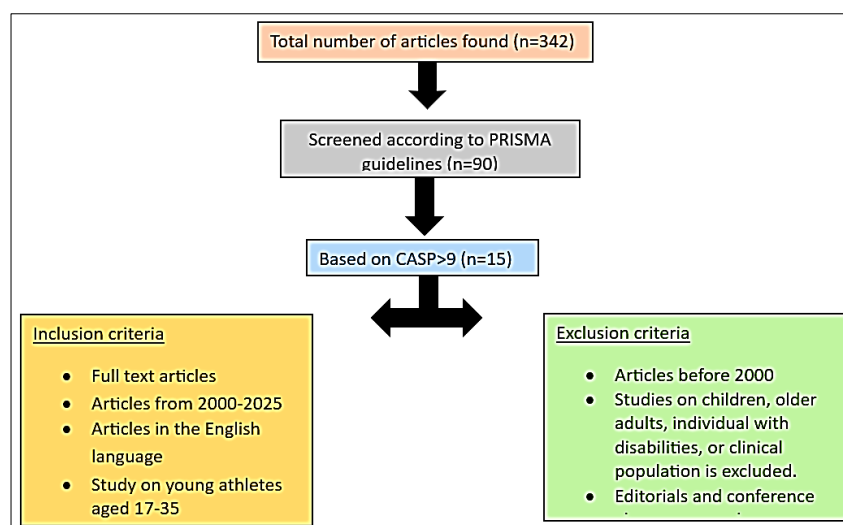 Total number of articles found (n=342)
Screened according to PRISMA
guidelines (n=90)
Based on CASP>9 (n=15)
Inclusion criteria
• Full text articles
• Articles from 2000-2025
• Articles in the English
language
• Study on young athletes
aged 17-35
Exclusion criteria
• Articles before 2000
• Studies on children, older
adults, individual with
disabilities, or clinical
population is excluded.
• Editorials and conference